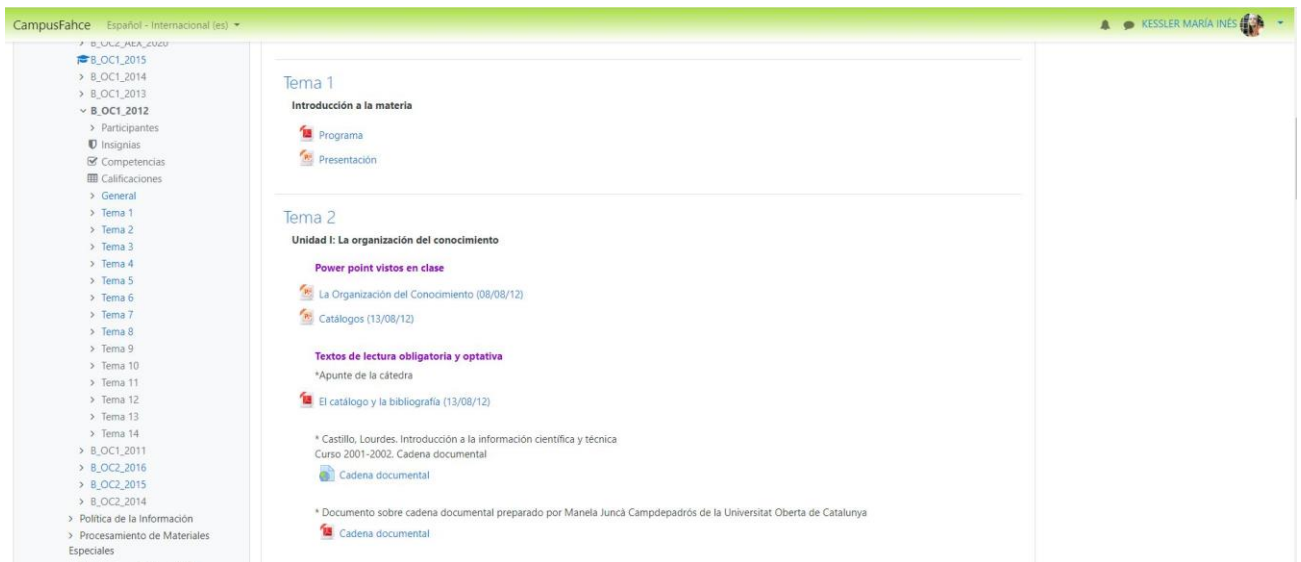 CampusFahce Español - Internacional (es)
KESSLER MARÍA INÉS
> B_OC2_AEX_2020
B_OC1_2015
> B_OC1_2014
> B_OC1_2013
B_OC1_2012
> Participantes
Insignias
Competencias
Calificaciones
> General
> Tema 1
> Tema 2
> Tema 3
> Tema 4
> Tema 5
> Tema 6
> Tema 7
> Tema 8
> Tema 9
> Tema 10
> Tema 11
> Tema 12
> Tema 13
> Tema 14
> B_OC1_2011
> B_OC2_2016
> B_OC2_2015
> B_OC2_2014
> Política de la Información
> Procesamiento de Materiales
Especiales
Tema 1
Introducción a la materia
Programa
Presentación
Tema 2
Unidad I: La organización del conocimiento
Power point vistos en clase
La Organización del Conocimiento (08/08/12)
Catálogos (13/08/12)
Textos de lectura obligatoria y optativa
*Apunte de la cátedra
El catálogo y la bibliografía (13/08/12)
* Castillo, Lourdes. Introducción a la información científica y técnica
Curso 2001-2002. Cadena documental
Cadena documental
* Documento sobre cadena documental preparado por Manela Juncà Campdepadrós de la Universitat Oberta de Catalunya
Cadena documental